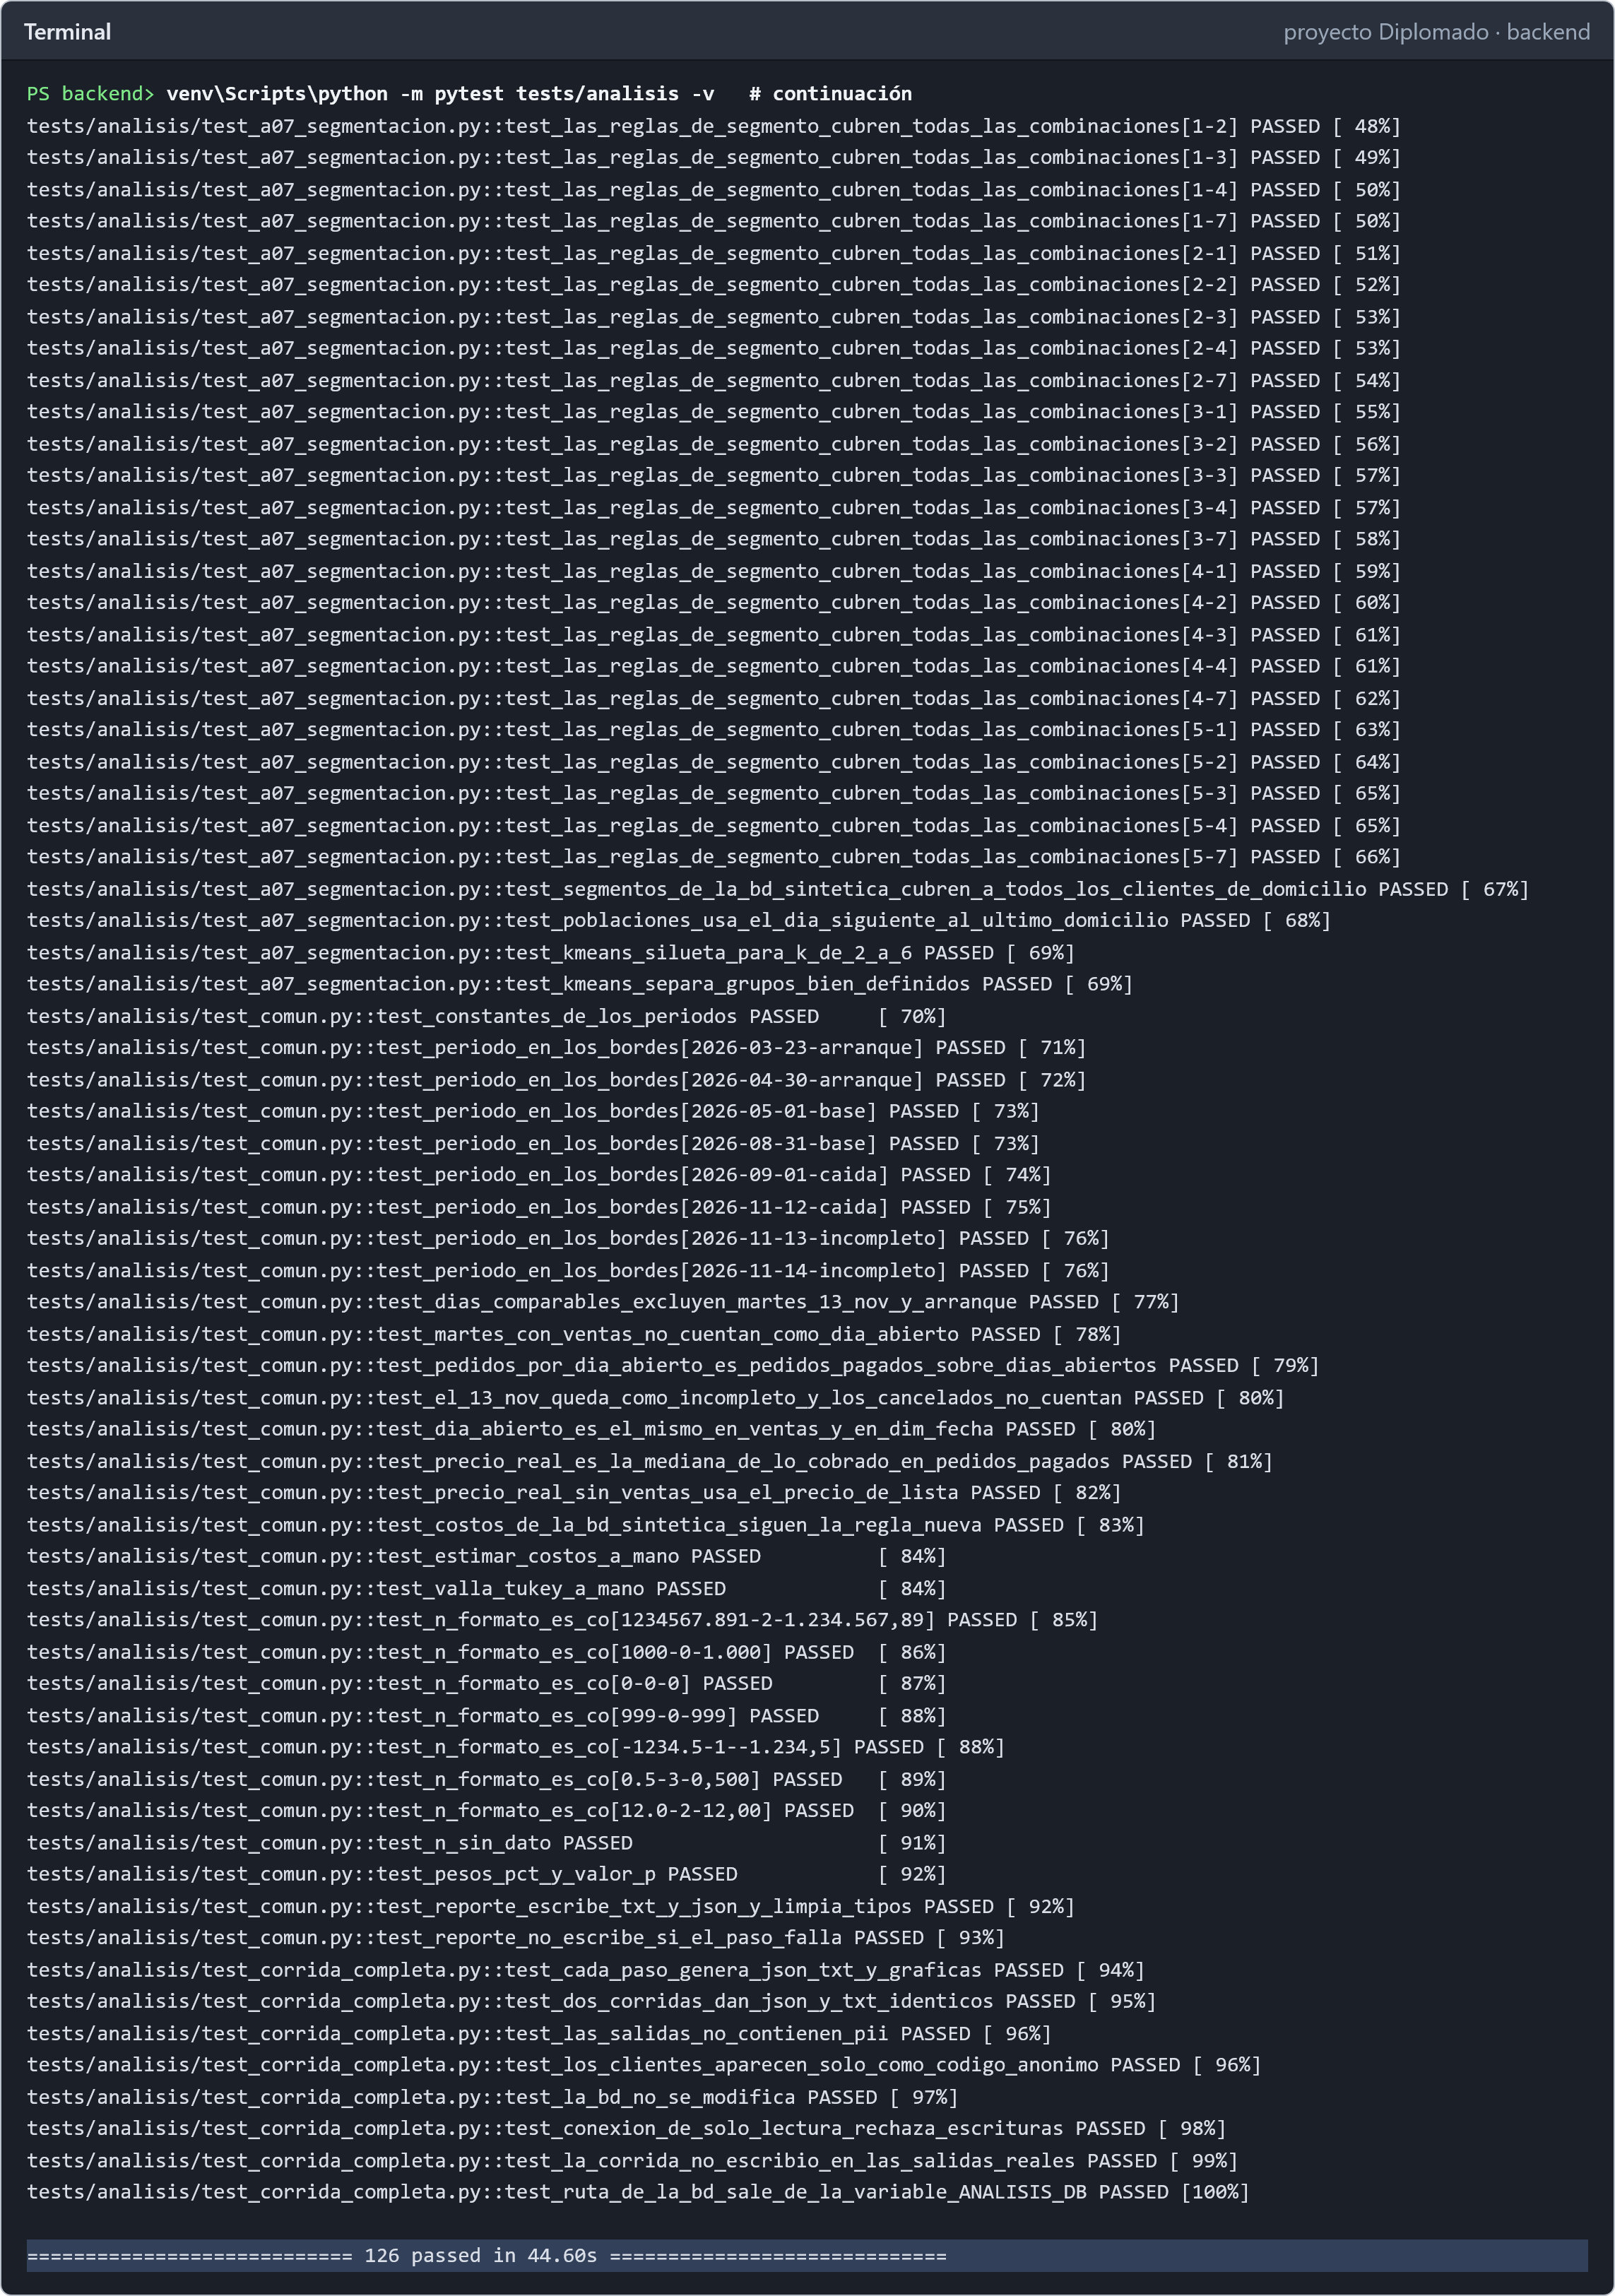 Terminal
proyecto Diplomado · backend
PS backend> venv\Scripts\python -m pytest tests/analisis -v   # continuación
tests/analisis/test_a07_segmentacion.py::test_las_reglas_de_segmento_cubren_todas_las_combinaciones[1-2] PASSED [ 48%]
tests/analisis/test_a07_segmentacion.py::test_las_reglas_de_segmento_cubren_todas_las_combinaciones[1-3] PASSED [ 49%]
tests/analisis/test_a07_segmentacion.py::test_las_reglas_de_segmento_cubren_todas_las_combinaciones[1-4] PASSED [ 50%]
tests/analisis/test_a07_segmentacion.py::test_las_reglas_de_segmento_cubren_todas_las_combinaciones[1-7] PASSED [ 50%]
tests/analisis/test_a07_segmentacion.py::test_las_reglas_de_segmento_cubren_todas_las_combinaciones[2-1] PASSED [ 51%]
tests/analisis/test_a07_segmentacion.py::test_las_reglas_de_segmento_cubren_todas_las_combinaciones[2-2] PASSED [ 52%]
tests/analisis/test_a07_segmentacion.py::test_las_reglas_de_segmento_cubren_todas_las_combinaciones[2-3] PASSED [ 53%]
tests/analisis/test_a07_segmentacion.py::test_las_reglas_de_segmento_cubren_todas_las_combinaciones[2-4] PASSED [ 53%]
tests/analisis/test_a07_segmentacion.py::test_las_reglas_de_segmento_cubren_todas_las_combinaciones[2-7] PASSED [ 54%]
tests/analisis/test_a07_segmentacion.py::test_las_reglas_de_segmento_cubren_todas_las_combinaciones[3-1] PASSED [ 55%]
tests/analisis/test_a07_segmentacion.py::test_las_reglas_de_segmento_cubren_todas_las_combinaciones[3-2] PASSED [ 56%]
tests/analisis/test_a07_segmentacion.py::test_las_reglas_de_segmento_cubren_todas_las_combinaciones[3-3] PASSED [ 57%]
tests/analisis/test_a07_segmentacion.py::test_las_reglas_de_segmento_cubren_todas_las_combinaciones[3-4] PASSED [ 57%]
tests/analisis/test_a07_segmentacion.py::test_las_reglas_de_segmento_cubren_todas_las_combinaciones[3-7] PASSED [ 58%]
tests/analisis/test_a07_segmentacion.py::test_las_reglas_de_segmento_cubren_todas_las_combinaciones[4-1] PASSED [ 59%]
tests/analisis/test_a07_segmentacion.py::test_las_reglas_de_segmento_cubren_todas_las_combinaciones[4-2] PASSED [ 60%]
tests/analisis/test_a07_segmentacion.py::test_las_reglas_de_segmento_cubren_todas_las_combinaciones[4-3] PASSED [ 61%]
tests/analisis/test_a07_segmentacion.py::test_las_reglas_de_segmento_cubren_todas_las_combinaciones[4-4] PASSED [ 61%]
tests/analisis/test_a07_segmentacion.py::test_las_reglas_de_segmento_cubren_todas_las_combinaciones[4-7] PASSED [ 62%]
tests/analisis/test_a07_segmentacion.py::test_las_reglas_de_segmento_cubren_todas_las_combinaciones[5-1] PASSED [ 63%]
tests/analisis/test_a07_segmentacion.py::test_las_reglas_de_segmento_cubren_todas_las_combinaciones[5-2] PASSED [ 64%]
tests/analisis/test_a07_segmentacion.py::test_las_reglas_de_segmento_cubren_todas_las_combinaciones[5-3] PASSED [ 65%]
tests/analisis/test_a07_segmentacion.py::test_las_reglas_de_segmento_cubren_todas_las_combinaciones[5-4] PASSED [ 65%]
tests/analisis/test_a07_segmentacion.py::test_las_reglas_de_segmento_cubren_todas_las_combinaciones[5-7] PASSED [ 66%]
tests/analisis/test_a07_segmentacion.py::test_segmentos_de_la_bd_sintetica_cubren_a_todos_los_clientes_de_domicilio PASSED [ 67%]
tests/analisis/test_a07_segmentacion.py::test_poblaciones_usa_el_dia_siguiente_al_ultimo_domicilio PASSED [ 68%]
tests/analisis/test_a07_segmentacion.py::test_kmeans_silueta_para_k_de_2_a_6 PASSED [ 69%]
tests/analisis/test_a07_segmentacion.py::test_kmeans_separa_grupos_bien_definidos PASSED [ 69%]
tests/analisis/test_comun.py::test_constantes_de_los_periodos PASSED     [ 70%]
tests/analisis/test_comun.py::test_periodo_en_los_bordes[2026-03-23-arranque] PASSED [ 71%]
tests/analisis/test_comun.py::test_periodo_en_los_bordes[2026-04-30-arranque] PASSED [ 72%]
tests/analisis/test_comun.py::test_periodo_en_los_bordes[2026-05-01-base] PASSED [ 73%]
tests/analisis/test_comun.py::test_periodo_en_los_bordes[2026-08-31-base] PASSED [ 73%]
tests/analisis/test_comun.py::test_periodo_en_los_bordes[2026-09-01-caida] PASSED [ 74%]
tests/analisis/test_comun.py::test_periodo_en_los_bordes[2026-11-12-caida] PASSED [ 75%]
tests/analisis/test_comun.py::test_periodo_en_los_bordes[2026-11-13-incompleto] PASSED [ 76%]
tests/analisis/test_comun.py::test_periodo_en_los_bordes[2026-11-14-incompleto] PASSED [ 76%]
tests/analisis/test_comun.py::test_dias_comparables_excluyen_martes_13_nov_y_arranque PASSED [ 77%]
tests/analisis/test_comun.py::test_martes_con_ventas_no_cuentan_como_dia_abierto PASSED [ 78%]
tests/analisis/test_comun.py::test_pedidos_por_dia_abierto_es_pedidos_pagados_sobre_dias_abiertos PASSED [ 79%]
tests/analisis/test_comun.py::test_el_13_nov_queda_como_incompleto_y_los_cancelados_no_cuentan PASSED [ 80%]
tests/analisis/test_comun.py::test_dia_abierto_es_el_mismo_en_ventas_y_en_dim_fecha PASSED [ 80%]
tests/analisis/test_comun.py::test_precio_real_es_la_mediana_de_lo_cobrado_en_pedidos_pagados PASSED [ 81%]
tests/analisis/test_comun.py::test_precio_real_sin_ventas_usa_el_precio_de_lista PASSED [ 82%]
tests/analisis/test_comun.py::test_costos_de_la_bd_sintetica_siguen_la_regla_nueva PASSED [ 83%]
tests/analisis/test_comun.py::test_estimar_costos_a_mano PASSED          [ 84%]
tests/analisis/test_comun.py::test_valla_tukey_a_mano PASSED             [ 84%]
tests/analisis/test_comun.py::test_n_formato_es_co[1234567.891-2-1.234.567,89] PASSED [ 85%]
tests/analisis/test_comun.py::test_n_formato_es_co[1000-0-1.000] PASSED  [ 86%]
tests/analisis/test_comun.py::test_n_formato_es_co[0-0-0] PASSED         [ 87%]
tests/analisis/test_comun.py::test_n_formato_es_co[999-0-999] PASSED     [ 88%]
tests/analisis/test_comun.py::test_n_formato_es_co[-1234.5-1--1.234,5] PASSED [ 88%]
tests/analisis/test_comun.py::test_n_formato_es_co[0.5-3-0,500] PASSED   [ 89%]
tests/analisis/test_comun.py::test_n_formato_es_co[12.0-2-12,00] PASSED  [ 90%]
tests/analisis/test_comun.py::test_n_sin_dato PASSED                     [ 91%]
tests/analisis/test_comun.py::test_pesos_pct_y_valor_p PASSED            [ 92%]
tests/analisis/test_comun.py::test_reporte_escribe_txt_y_json_y_limpia_tipos PASSED [ 92%]
tests/analisis/test_comun.py::test_reporte_no_escribe_si_el_paso_falla PASSED [ 93%]
tests/analisis/test_corrida_completa.py::test_cada_paso_genera_json_txt_y_graficas PASSED [ 94%]
tests/analisis/test_corrida_completa.py::test_dos_corridas_dan_json_y_txt_identicos PASSED [ 95%]
tests/analisis/test_corrida_completa.py::test_las_salidas_no_contienen_pii PASSED [ 96%]
tests/analisis/test_corrida_completa.py::test_los_clientes_aparecen_solo_como_codigo_anonimo PASSED [ 96%]
tests/analisis/test_corrida_completa.py::test_la_bd_no_se_modifica PASSED [ 97%]
tests/analisis/test_corrida_completa.py::test_conexion_de_solo_lectura_rechaza_escrituras PASSED [ 98%]
tests/analisis/test_corrida_completa.py::test_la_corrida_no_escribio_en_las_salidas_reales PASSED [ 99%]
tests/analisis/test_corrida_completa.py::test_ruta_de_la_bd_sale_de_la_variable_ANALISIS_DB PASSED [100%]
============================ 126 passed in 44.60s =============================